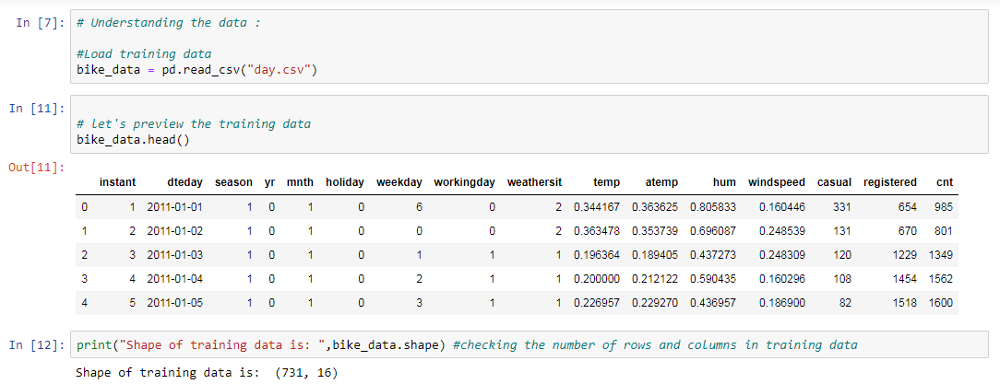 In [7]: # Understanding the data :
#Load training data
bike_data = pd.read_csv("day.csv")
In [11]:
# let's preview the training data
bike_data.head()
Out[11]:
instant dteday season yr mnth holiday weekday workingday weathersit temp atemp hum windspeed casual registered cnt
0 1 2011-01-01 1 0 1 0 6 0 2 0.344167 0.363625 0.805833 0.160446 331 654 985
1 2 2011-01-02 1 0 1 0 0 0 2 0.363478 0.353739 0.696087 0.248539 131 670 801
2 3 2011-01-03 1 0 1 0 1 1 1 0.196364 0.189405 0.437273 0.248309 120 1229 1349
3 4 2011-01-04 1 0 1 0 2 1 1 0.200000 0.212122 0.590435 0.160296 108 1454 1562
4 5 2011-01-05 1 0 1 0 3 1 1 0.226957 0.229270 0.436957 0.186900 82 1518 1600
In [12]: print("Shape of training data is: ",bike_data.shape) #checking the number of rows and columns in training data
Shape of training data is:  (731, 16)